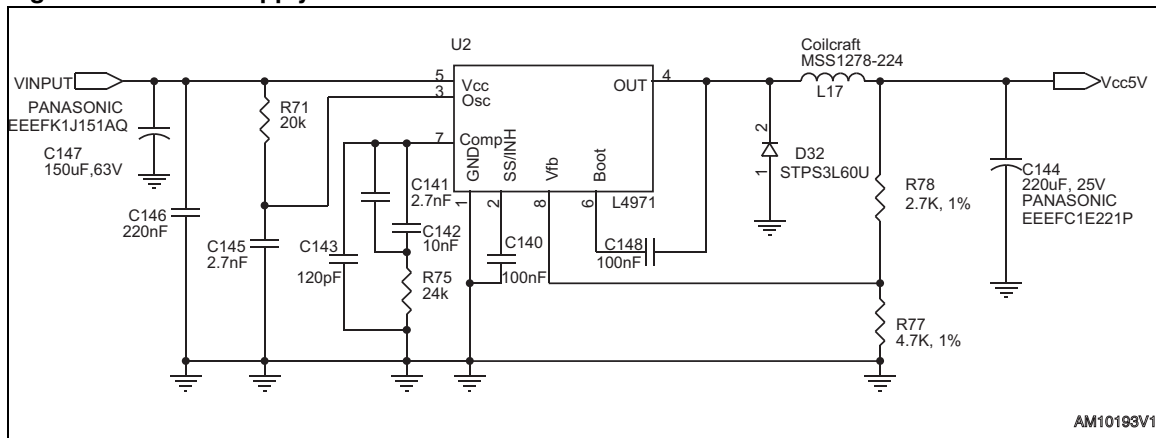 U2
VINPUT
PANASONIC
EEEFK1J151AQ
C147
150uF,63V
C146
220nF
R71
20k
C145
2.7nF
C143
120pF
C141
2.7nF
C142
10nF
R75
24k
5
3
7
Vcc
Osc
Comp
GND
SS/INH
Vfb
Boot
OUT
4
1
2
8
6
L4971
C140
100nF
C148
100nF
Coilcraft
MSS1278-224
L17
2
1
D32
STPS3L60U
R78
2.7K, 1%
R77
4.7K, 1%
C144
220uF, 25V
PANASONIC
EEEFC1E221P
Vcc5V
AM10193V1